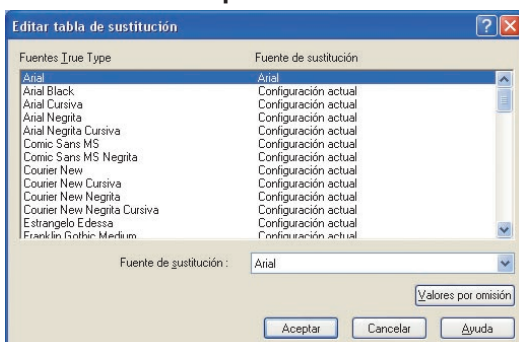 Editar tabla de sustitución
Fuentes True Type Fuente de sustitución
Arial Arial
Arial Black Configuración actual
Arial Cursiva Configuración actual
Arial Negrita Configuración actual
Arial Negrita Cursiva Configuración actual
Comic Sans MS Configuración actual
Comic Sans MS Negrita Configuración actual
Courier New Configuración actual
Courier New Cursiva Configuración actual
Courier New Negrita Configuración actual
Courier New Negrita Cursiva Configuración actual
Estrangelo Edessa Configuración actual
Franklin Gothic Medium Configuración actual
Fuente de sustitución : Arial
Valores por omisión
Aceptar Cancelar Ayuda